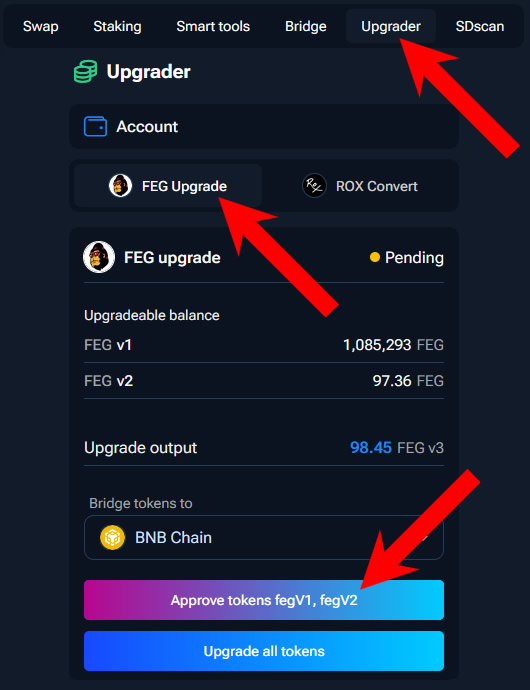 Swap Staking Smart tools Bridge Upgrader SDscan
Upgrader
Account
FEG Upgrade ROX Convert
FEG upgrade Pending
Upgradeable balance
FEG v1 1,085,293 FEG
FEG v2 97.36 FEG
Upgrade output 98.45 FEG v3
Bridge tokens to
BNB Chain
Approve tokens fegV1, fegV2
Upgrade all tokens